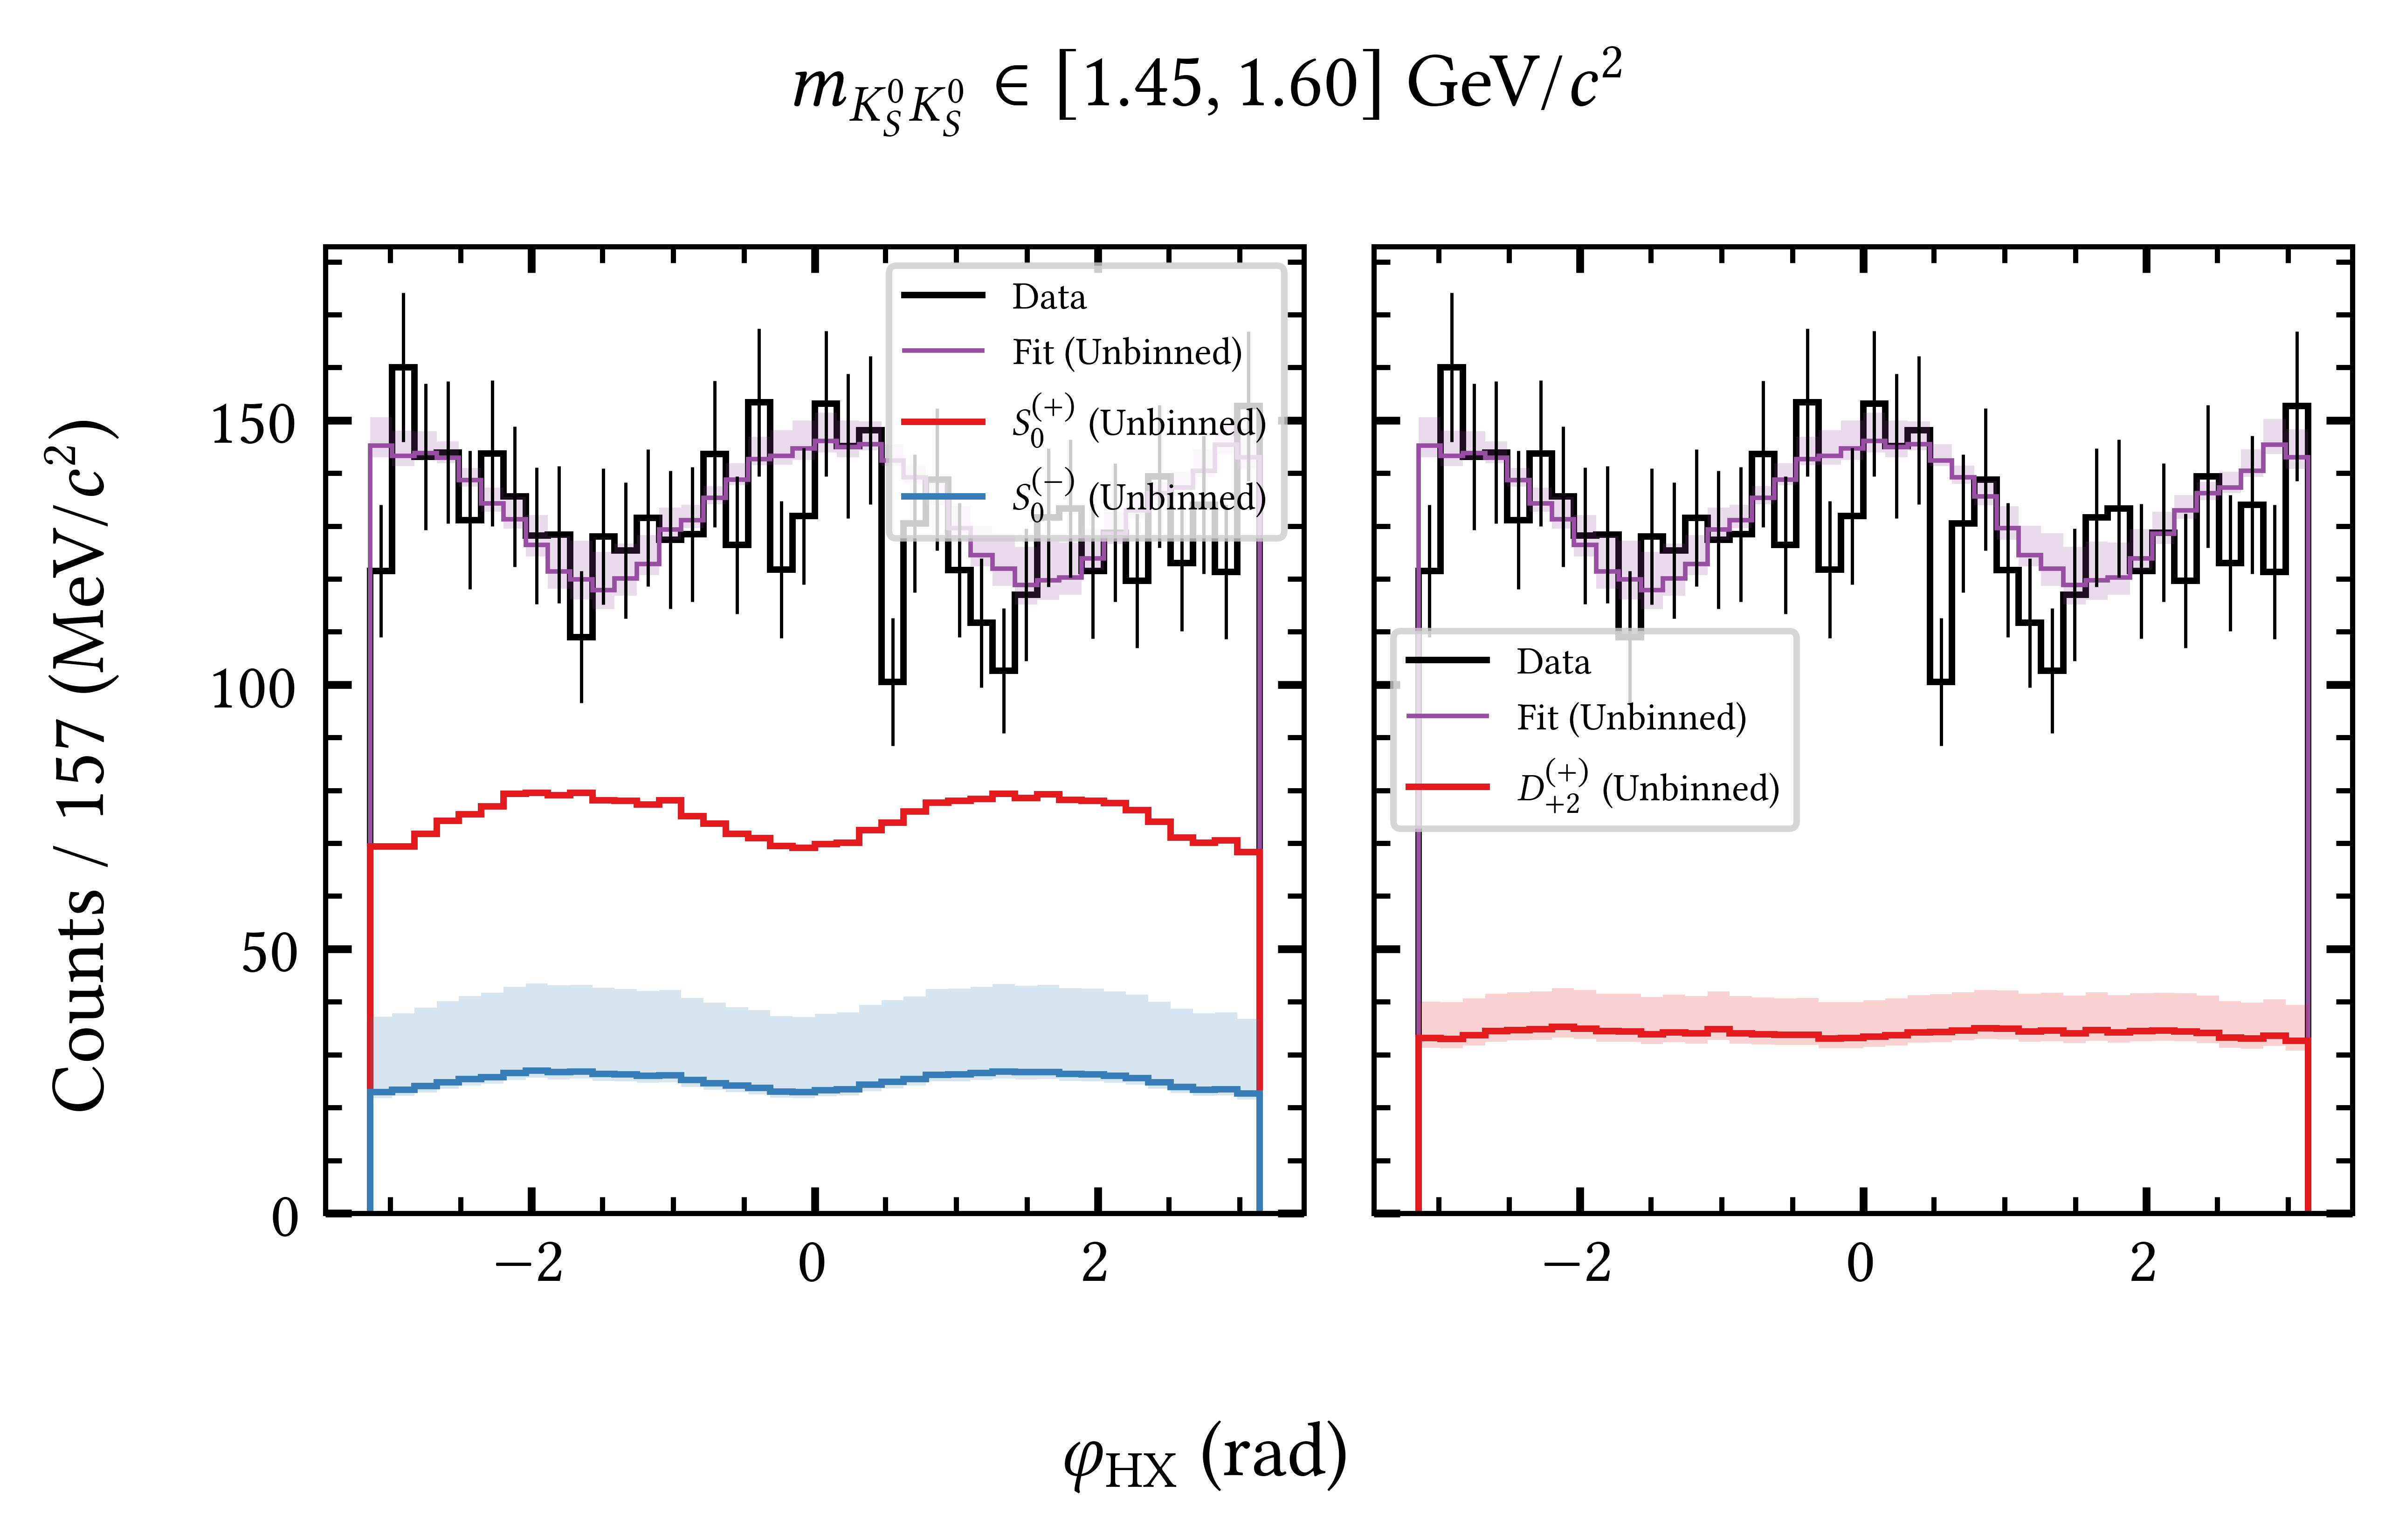 m_{K_S^0 K_S^0} ∈ [1.45, 1.60] GeV/c²
Counts / 157 (MeV/c²)
150
100
50
0
Data
Fit (Unbinned)
S_0^{(+)} (Unbinned)
S_0^{(−)} (Unbinned)
−2
0
2
Data
Fit (Unbinned)
D_{+2}^{(+)} (Unbinned)
−2
0
2
φ_{HX} (rad)